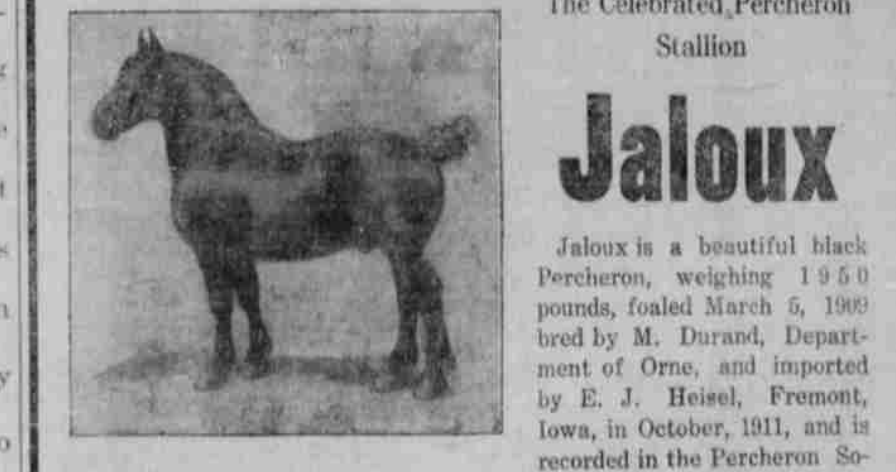 The Celebrated Percheron
Stallion
Jaloux
Jaloux is a beautiful black
Percheron, weighing 1950
pounds, foaled March 5, 1909
bred by M. Durand, Depart-
ment of Orne, and imported
by E. J. Heisel, Fremont,
Iowa, in October, 1911, and is
recorded in the Percheron So-